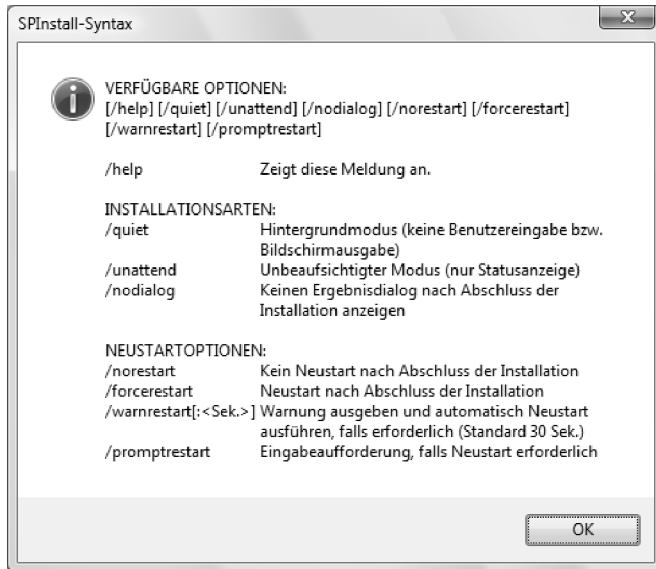 SPInstall-Syntax
VERFÜGBARE OPTIONEN:
[/help] [/quiet] [/unattend] [/nodialog] [/norestart] [/forcerestart]
[/warnrestart] [/promptrestart]
/help Zeigt diese Meldung an.
INSTALLATIONSARTEN:
/quiet Hintergrundmodus (keine Benutzereingabe bzw.
Bildschirmausgabe)
/unattend Unbeaufsichtigter Modus (nur Statusanzeige)
/nodialog Keinen Ergebnisdialog nach Abschluss der
Installation anzeigen
NEUSTARTOPTIONEN:
/norestart Kein Neustart nach Abschluss der Installation
/forcerestart Neustart nach Abschluss der Installation
/warnrestart[:<Sek.>] Warnung ausgeben und automatisch Neustart
ausführen, falls erforderlich (Standard 30 Sek.)
/promptrestart Eingabeaufforderung, falls Neustart erforderlich
OK